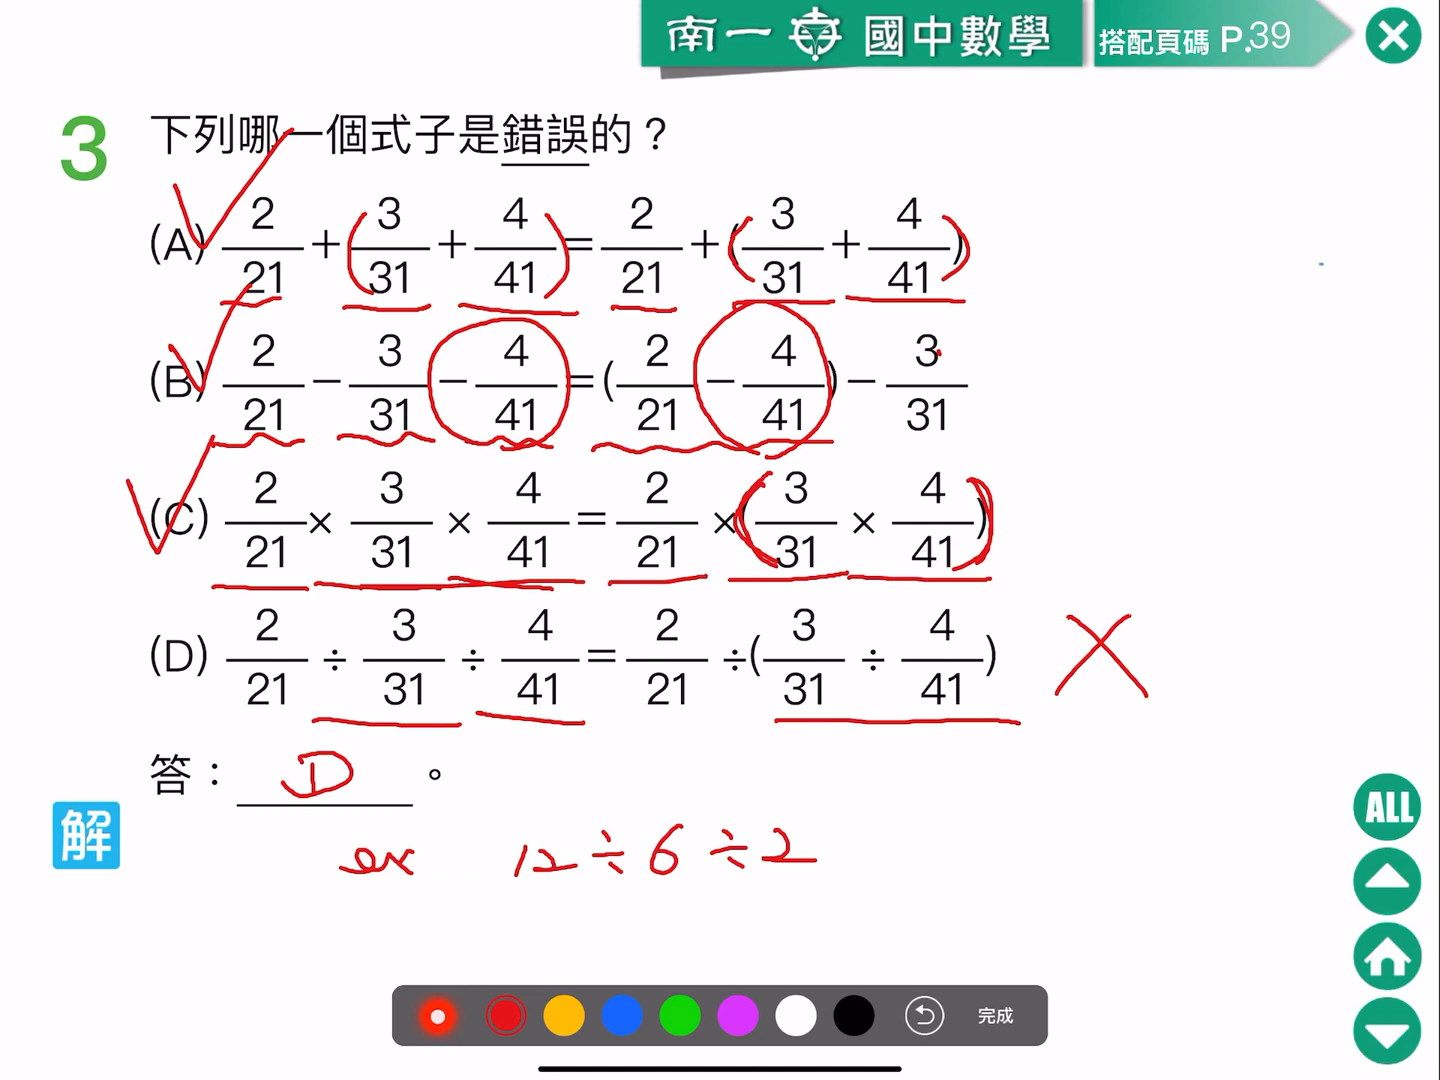 南一 國中數學 搭配頁碼 P.39
3 下列哪一個式子是錯誤的？
(A) 2/21 + 3/31 + 4/41 = 2/21 + (3/31 + 4/41)
(B) 2/21 − 3/31 − 4/41 = (2/21 − 4/41) − 3/31
(C) 2/21 × 3/31 × 4/41 = 2/21 × (3/31 × 4/41)
(D) 2/21 ÷ 3/31 ÷ 4/41 = 2/21 ÷ (3/31 ÷ 4/41)
答： D 。
解
ex 12 ÷ 6 ÷ 2
ALL
完成